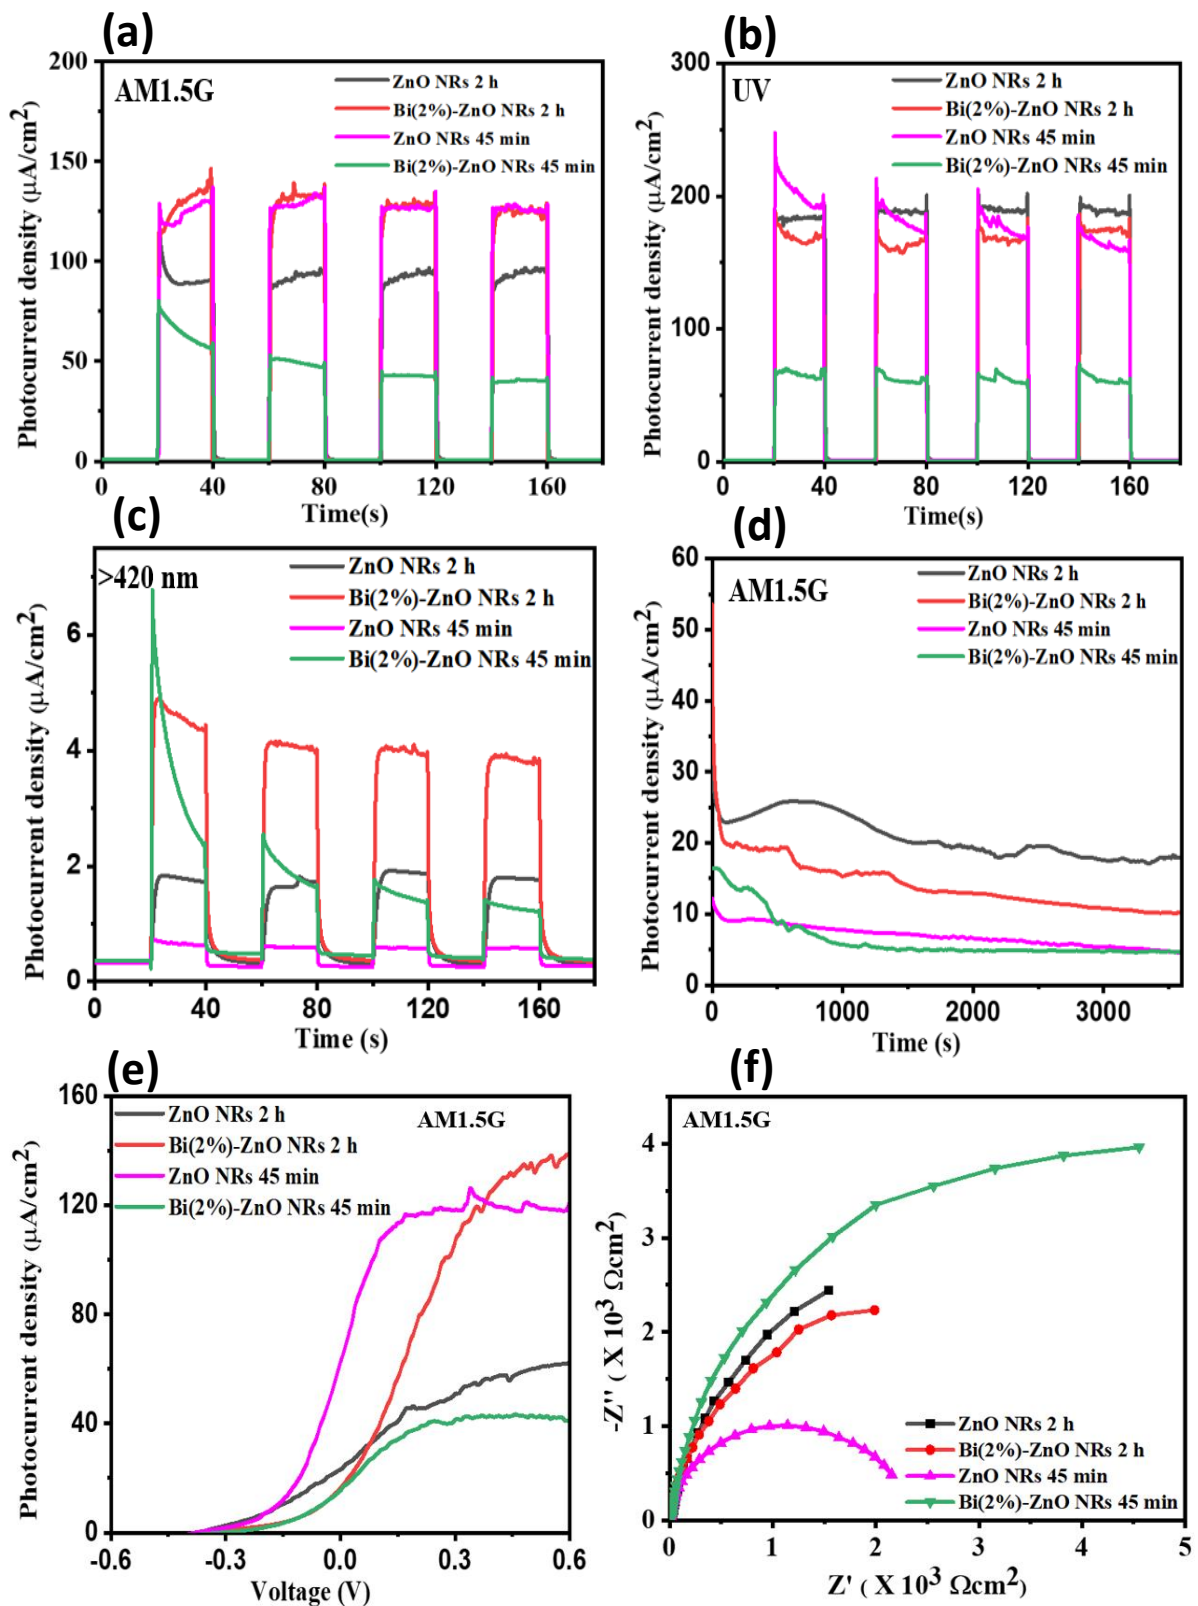 (a)
AM1.5G
ZnO NRs 2 h
Bi(2%)-ZnO NRs 2 h
ZnO NRs 45 min
Bi(2%)-ZnO NRs 45 min
Photocurrent density (μA/cm²)
200
150
100
50
0
0 40 80 120 160
Time(s)
(b)
UV
ZnO NRs 2 h
Bi(2%)-ZnO NRs 2 h
ZnO NRs 45 min
Bi(2%)-ZnO NRs 45 min
Photocurrent density (μA/cm²)
300
200
100
0
0 40 80 120 160
Time(s)
(c)
>420 nm
ZnO NRs 2 h
Bi(2%)-ZnO NRs 2 h
ZnO NRs 45 min
Bi(2%)-ZnO NRs 45 min
Photocurrent density (μA/cm²)
6
4
2
0
0 40 80 120 160
Time (s)
(d)
AM1.5G
ZnO NRs 2 h
Bi(2%)-ZnO NRs 2 h
ZnO NRs 45 min
Bi(2%)-ZnO NRs 45 min
Photocurrent density (μA/cm²)
60
50
40
30
20
10
0
0 1000 2000 3000
Time (s)
(e)
AM1.5G
ZnO NRs 2 h
Bi(2%)-ZnO NRs 2 h
ZnO NRs 45 min
Bi(2%)-ZnO NRs 45 min
Photocurrent density (μA/cm²)
160
120
80
40
0
-0.6 -0.3 0.0 0.3 0.6
Voltage (V)
(f)
AM1.5G
-Z'' ( X 10³ Ωcm²)
4
3
2
1
0
ZnO NRs 2 h
Bi(2%)-ZnO NRs 2 h
ZnO NRs 45 min
Bi(2%)-ZnO NRs 45 min
0 1 2 3 4 5
Z' ( X 10³ Ωcm²)